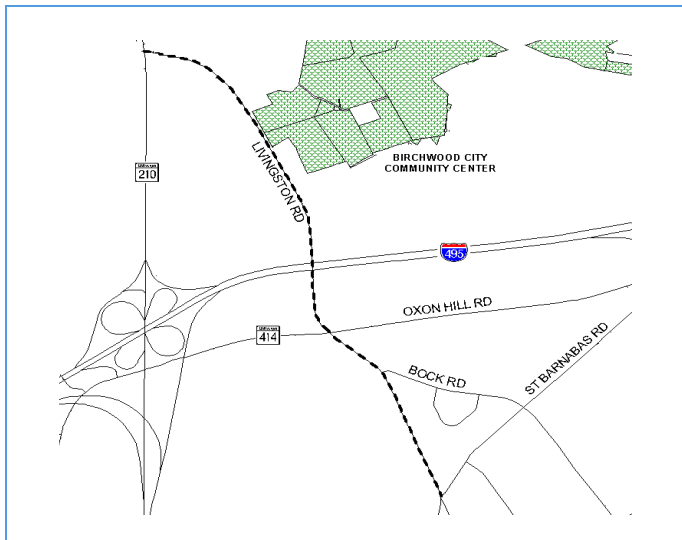 BIRCHWOOD CITY
COMMUNITY CENTER
LIVINGSTON RD
210
495
OXON HILL RD
414
ST BARNABAS RD
BOCK RD